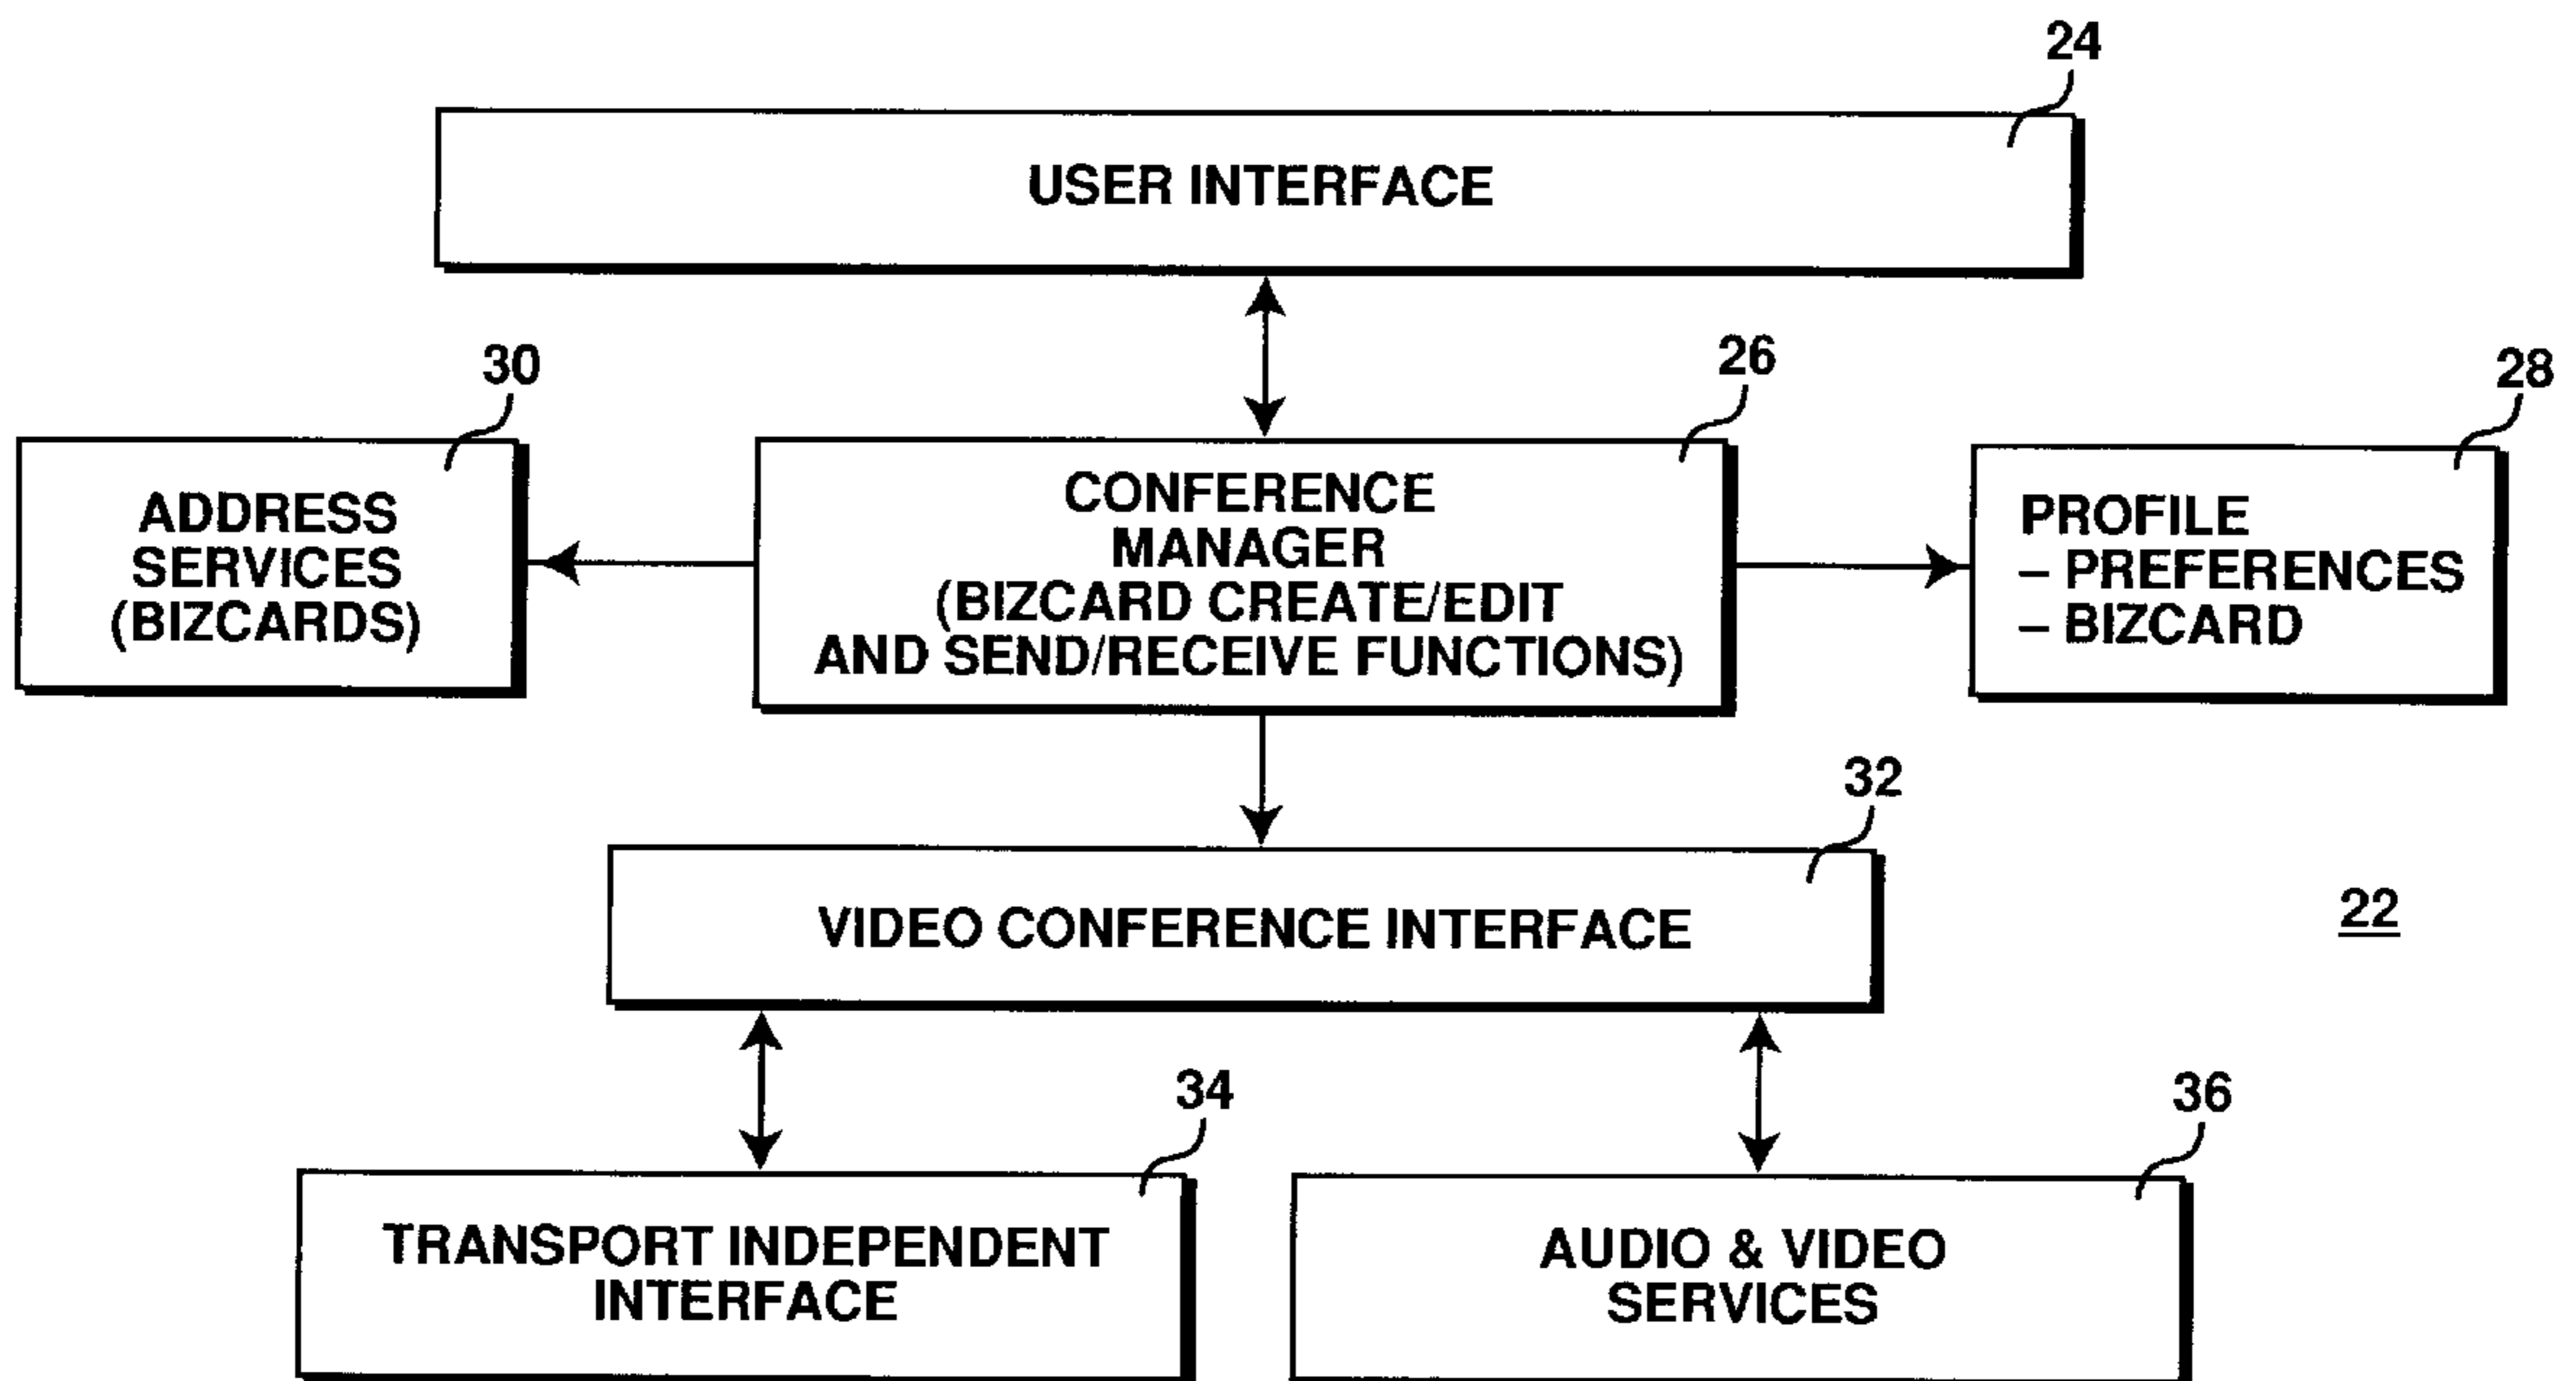 24
USER INTERFACE
30
26
28
ADDRESS
SERVICES
(BIZCARDS)
CONFERENCE
MANAGER
(BIZCARD CREATE/EDIT
AND SEND/RECEIVE FUNCTIONS)
PROFILE
– PREFERENCES
– BIZCARD
32
VIDEO CONFERENCE INTERFACE
22
34
36
TRANSPORT INDEPENDENT
INTERFACE
AUDIO & VIDEO
SERVICES